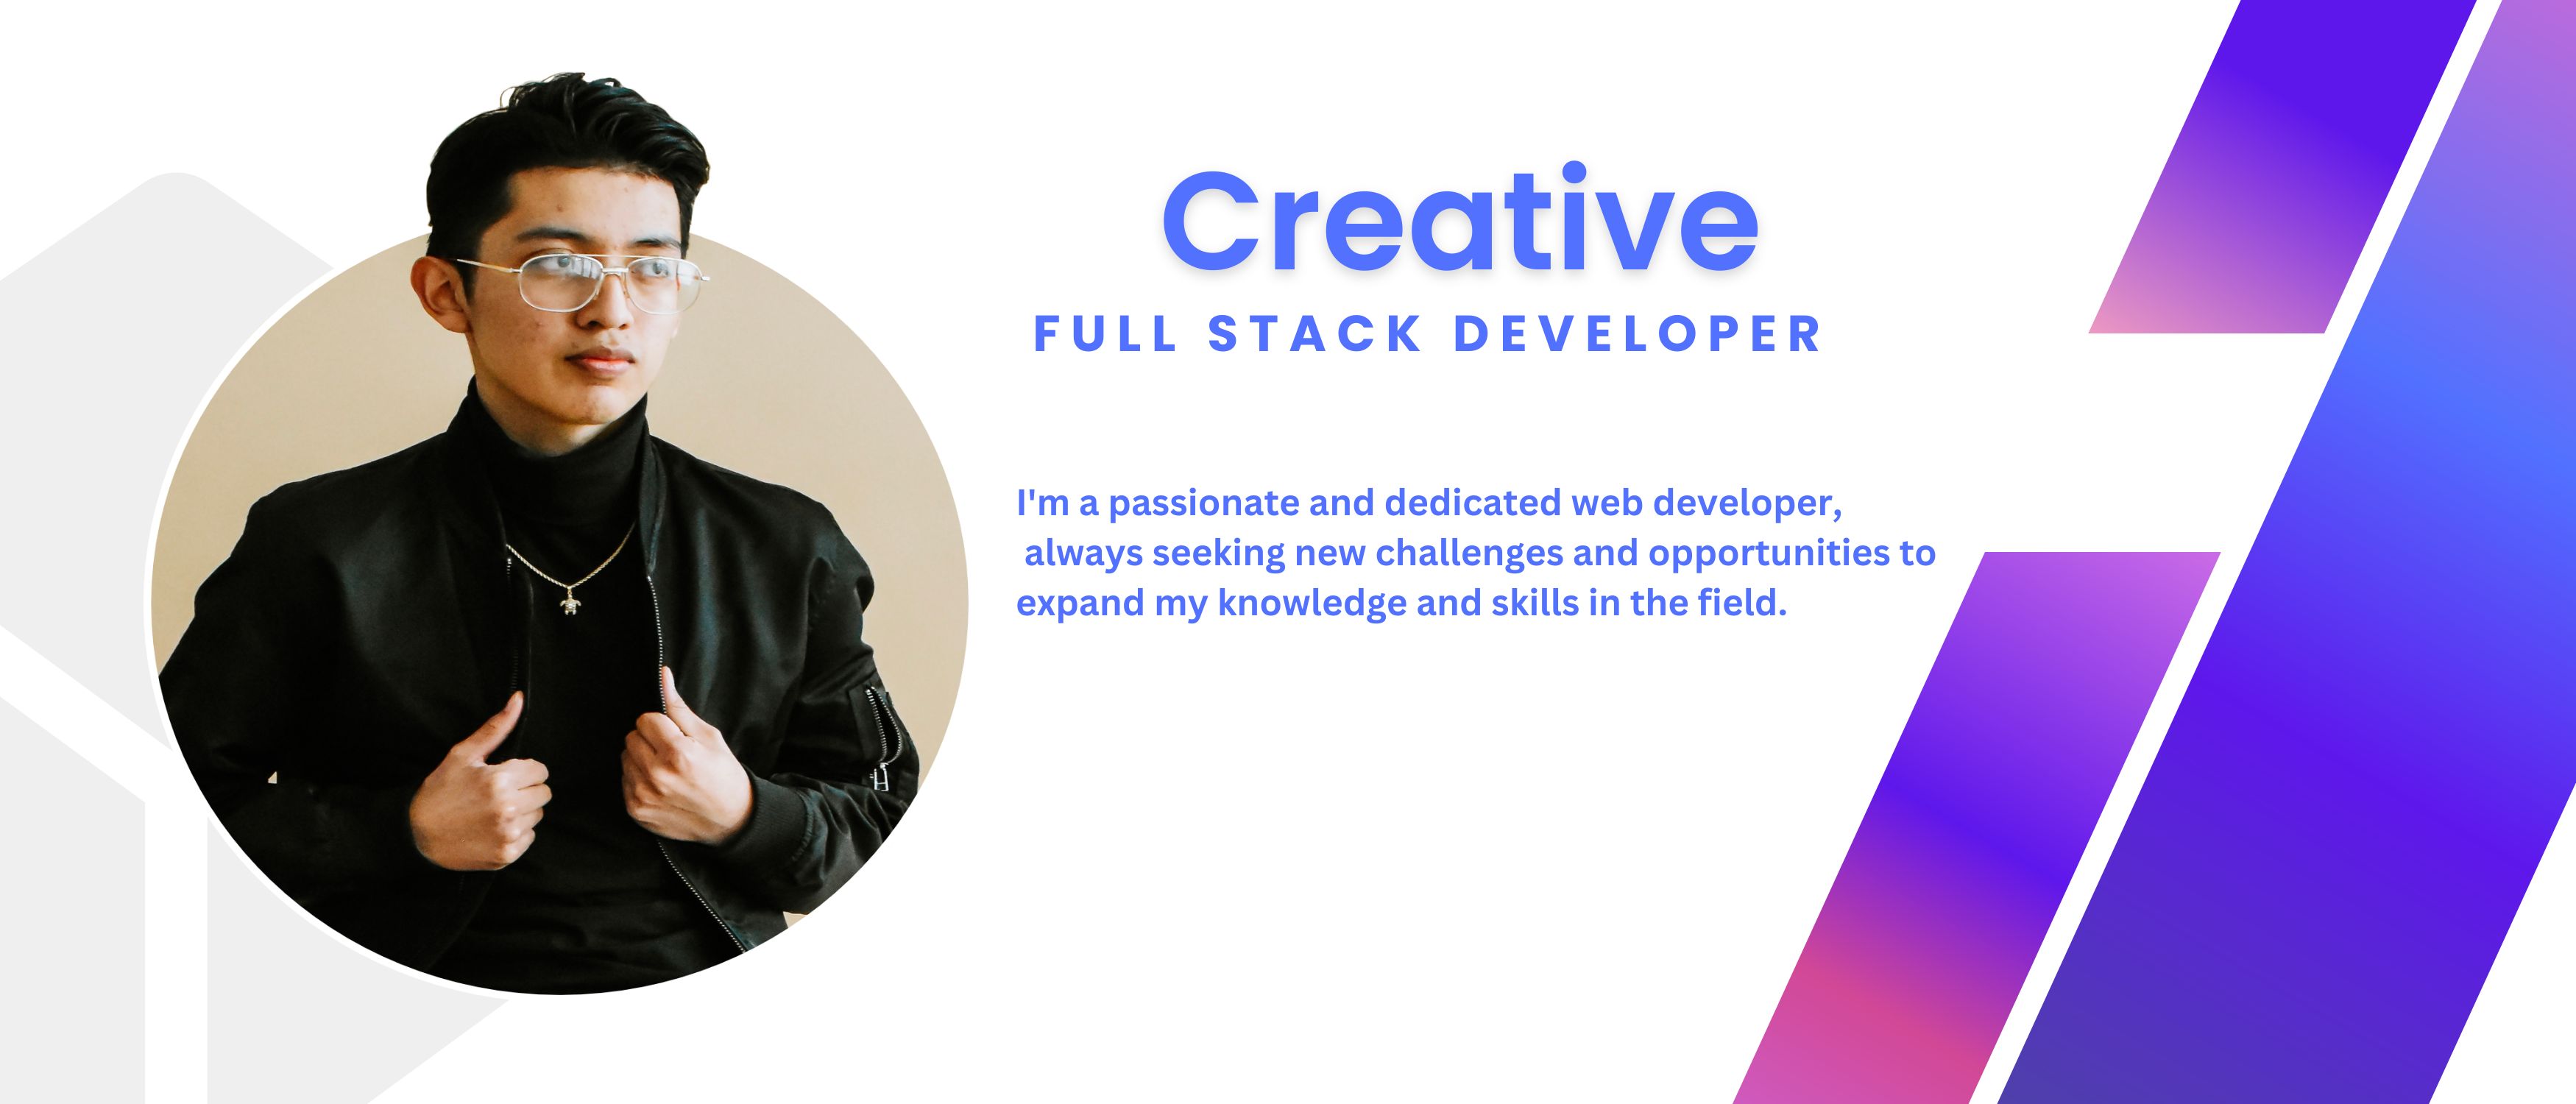 Creative
FULL STACK DEVELOPER
I'm a passionate and dedicated web developer,
always seeking new challenges and opportunities to
expand my knowledge and skills in the field.